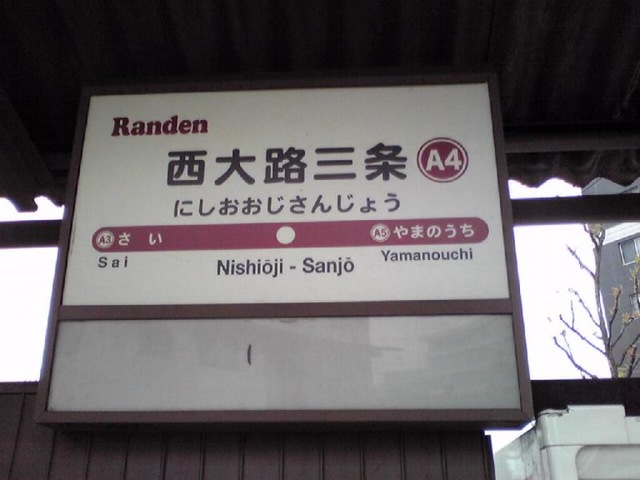 Randen
西大路三条 A4
にしおおじさんじょう
A3 さい A5 やまのうち
Sai Nishiōji - Sanjō Yamanouchi